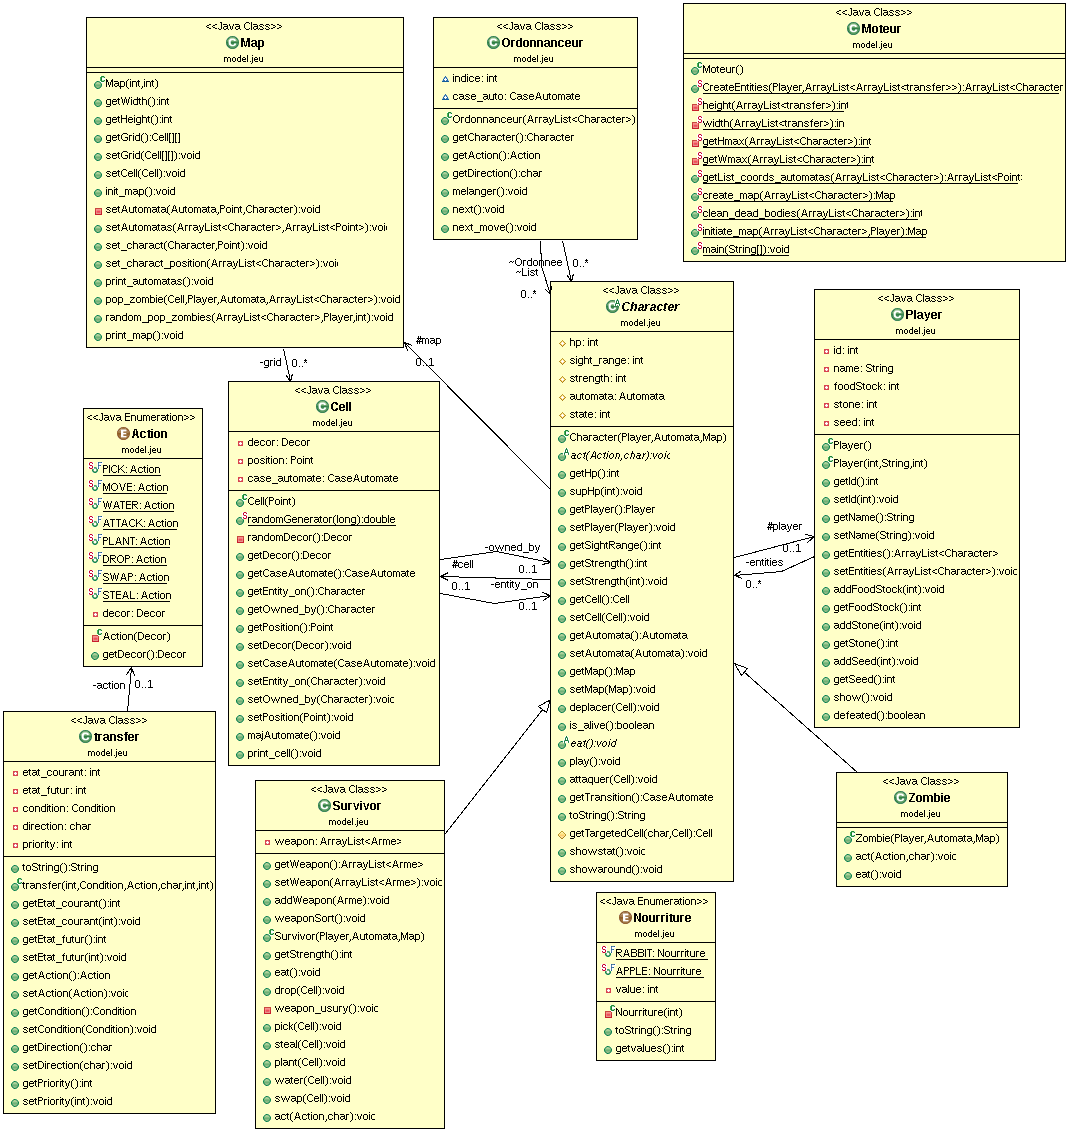 <<Java Class>>
Map
model.jeu
Map(int,int)
getWidth():int
getHeight():int
getGrid():Cell[][]
setGrid(Cell[][]):void
setCell(Cell):void
init_map():void
setAutomata(Automata,Point,Character):void
setAutomatas(ArrayList<Character>,ArrayList<Point>):void
set_charact(Character,Point):void
set_charact_position(ArrayList<Character>):void
print_automatas():void
pop_zombie(Cell,Player,Automata,ArrayList<Character>):void
random_pop_zombies(ArrayList<Character>,Player,int):void
print_map():void
<<Java Class>>
Ordonnanceur
model.jeu
indice: int
case_auto: CaseAutomate
Ordonnanceur(ArrayList<Character>)
getCharacter():Character
getAction():Action
getDirection():char
melanger():void
next():void
next_move():void
<<Java Class>>
Moteur
model.jeu
Moteur()
CreateEntities(Player,ArrayList<ArrayList<transfer>>):ArrayList<Character
height(ArrayList<transfer>):int
width(ArrayList<transfer>):in
getHmax(ArrayList<Character>):int
getWmax(ArrayList<Character>):int
getList_coords_automatas(ArrayList<Character>):ArrayList<Point:
create_map(ArrayList<Character>):Map
clean_dead_bodies(ArrayList<Character>):int
initiate_map(ArrayList<Character>,Player):Map
main(String[]):void
~Ordonnee
0..*
~List
0..*
#map
0..1
-grid
0..*
<<Java Class>>
Character
model.jeu
hp: int
sight_range: int
strength: int
automata: Automata
state: int
Character(Player,Automata,Map)
act(Action,char):void
getHp():int
supHp(int):void
getPlayer():Player
setPlayer(Player):void
getSightRange():int
getStrength():int
setStrength(int):void
getCell():Cell
setCell(Cell):void
getAutomata():Automata
setAutomata(Automata):void
getMap():Map
setMap(Map):void
deplacer(Cell):void
is_alive():boolean
eat():void
play():void
attaquer(Cell):void
getTransition():CaseAutomate
toString():String
getTargetedCell(char,Cell):Cell
showstat():voic
showaround():void
<<Java Class>>
Player
model.jeu
id: int
name: String
foodStock: int
stone: int
seed: int
Player()
Player(int,String,int)
getId():int
setId(int):void
getName():String
setName(String):void
getEntities():ArrayList<Character>
setEntities(ArrayList<Character>):void
addFoodStock(int):void
getFoodStock():int
addStone(int):void
getStone():int
addSeed(int):void
getSeed():int
show():void
defeated():boolean
#player
0..1
-entities
0..*
<<Java Class>>
Cell
model.jeu
decor: Decor
position: Point
case_automate: CaseAutomate
Cell(Point)
randomGenerator(long):double
randomDecor():Decor
getDecor():Decor
getCaseAutomate():CaseAutomate
getEntity_on():Character
getOwned_by():Character
getPosition():Point
setDecor(Decor):void
setCaseAutomate(CaseAutomate):void
setEntity_on(Character):void
setOwned_by(Character):voic
setPosition(Point):void
majAutomate():void
print_cell():void
-owned_by
0..1
#cell
0..1
-entity_on
0..1
<<Java Enumeration>>
Action
model.jeu
PICK: Action
MOVE: Action
WATER: Action
ATTACK: Action
PLANT: Action
DROP: Action
SWAP: Action
STEAL: Action
decor: Decor
Action(Decor)
getDecor():Decor
-action
0..1
<<Java Class>>
transfer
model.jeu
etat_courant: int
etat_futur: int
condition: Condition
direction: char
priority: int
toString():String
transfer(int,Condition,Action,char,int,int)
getEtat_courant():int
setEtat_courant(int):void
getEtat_futur():int
setEtat_futur(int):void
getAction():Action
setAction(Action):voic
getCondition():Condition
setCondition(Condition):void
getDirection():char
setDirection(char):void
getPriority():int
setPriority(int):void
<<Java Class>>
Survivor
model.jeu
weapon: ArrayList<Arme>
getWeapon():ArrayList<Arme>
setWeapon(ArrayList<Arme>):void
addWeapon(Arme):void
weaponSort():void
Survivor(Player,Automata,Map)
getStrength():int
eat():void
drop(Cell):void
weapon_usury():voic
pick(Cell):void
steal(Cell):void
plant(Cell):void
water(Cell):void
swap(Cell):void
act(Action,char):voic
<<Java Class>>
Zombie
model.jeu
Zombie(Player,Automata,Map)
act(Action,char):voic
eat():void
<<Java Enumeration>>
Nourriture
model.jeu
RABBIT: Nourriture
APPLE: Nourriture
value: int
Nourriture(int)
toString():String
getvalues():int